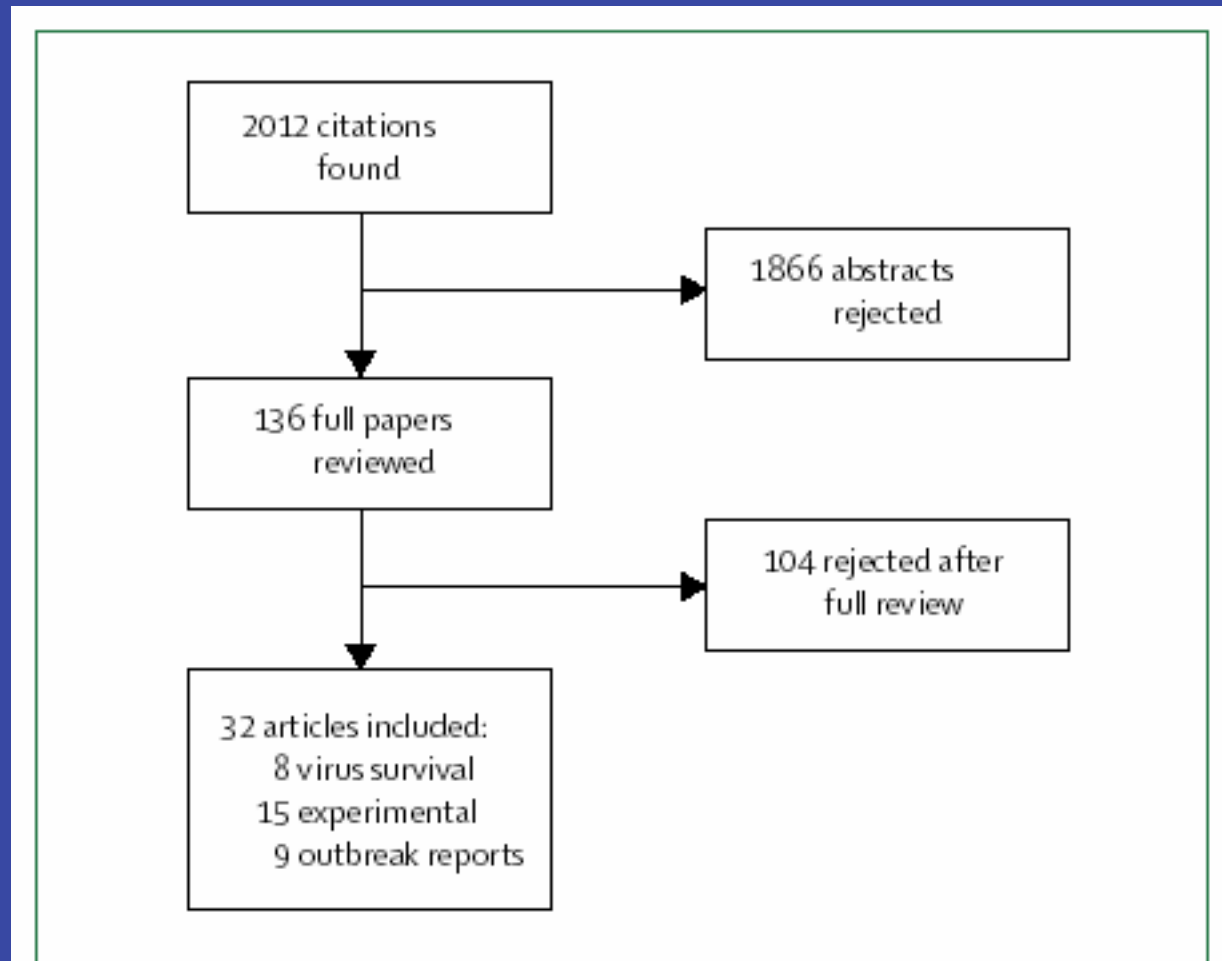 2012 citations
found
1866 abstracts
rejected
136 full papers
reviewed
104 rejected after
full review
32 articles included:
8 virus survival
15 experimental
9 outbreak reports